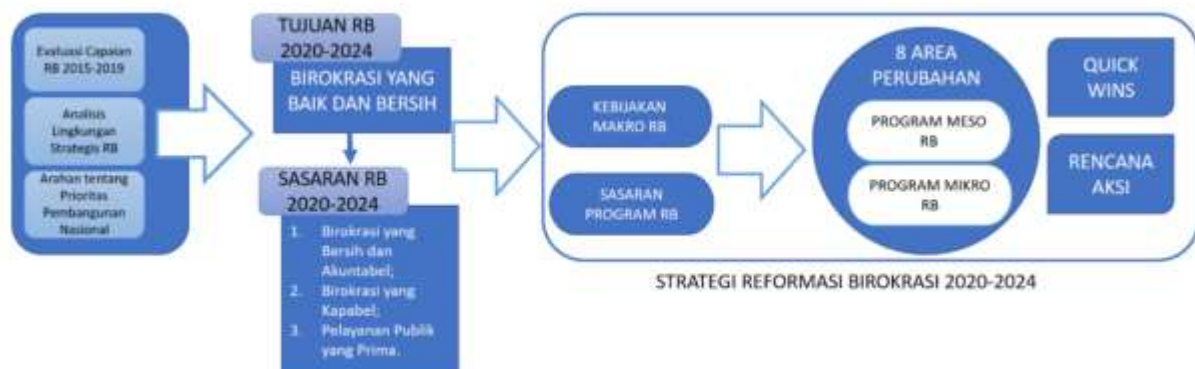 Evaluasi Capaian
RB 2015-2019
Analisis
Lingkungan
Strategis RB
Arahan tentang
Prioritas
Pembangunan
Nasional
TUJUAN RB
2020-2024
BIROKRASI YANG
BAIK DAN BERSIH
SASARAN RB
2020-2024
1. Birokrasi yang
Bersih dan
Akuntabel;
2. Birokrasi yang
Kapabel;
3. Pelayanan Publik
yang Prima.
KEBIJAKAN
MAKRO RB
SASARAN
PROGRAM RB
8 AREA
PERUBAHAN
PROGRAM MESO
RB
PROGRAM MIKRO
RB
QUICK
WINS
RENCANA
AKSI
STRATEGI REFORMASI BIROKRASI 2020-2024